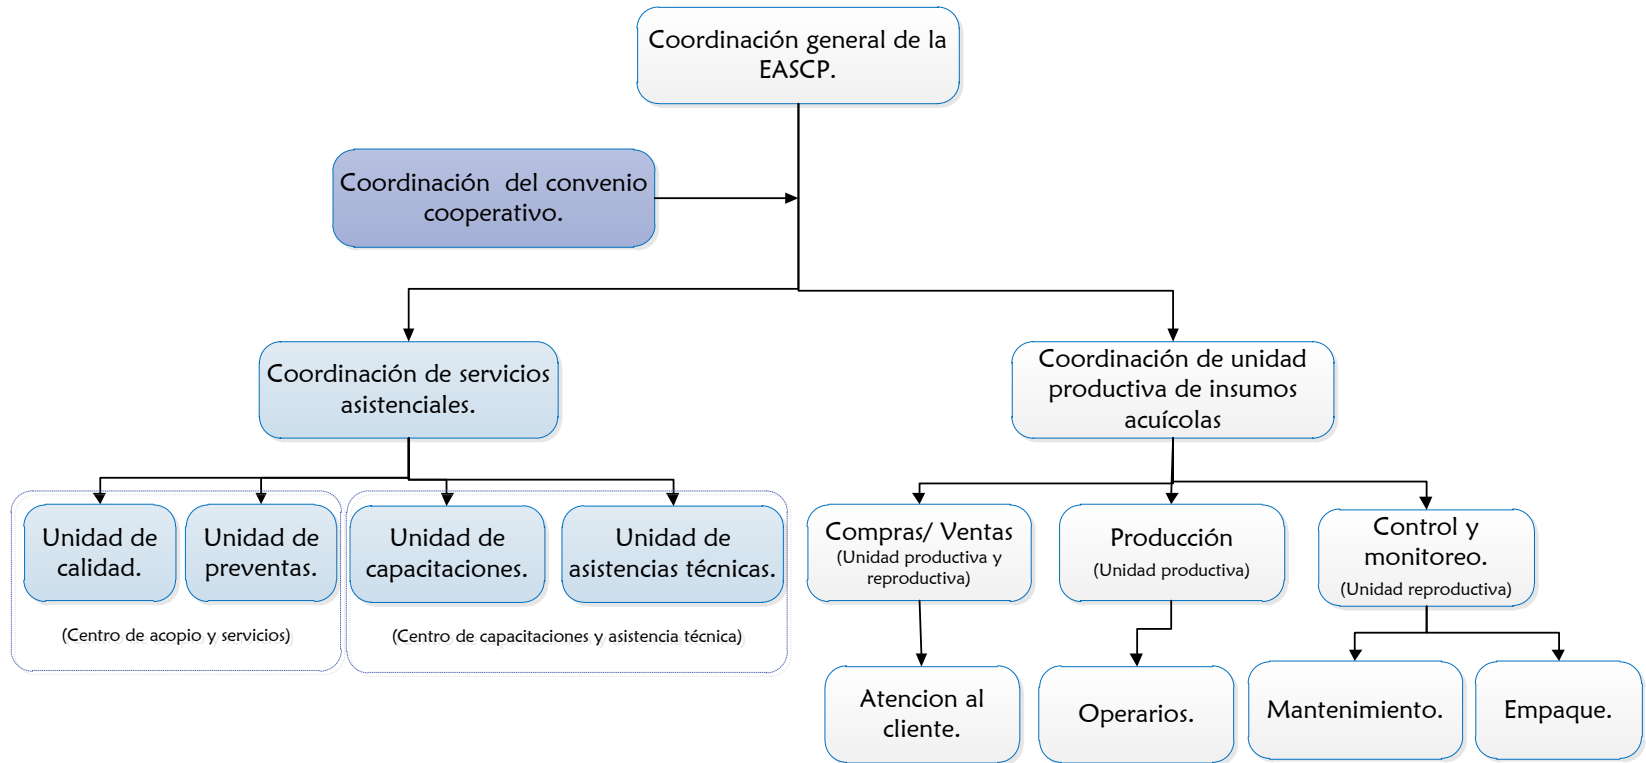 Coordinación general de la
EASCP.
Coordinación del convenio
cooperativo.
Coordinación de servicios
asistenciales.
Coordinación de unidad
productiva de insumos
acuícolas
Unidad de
calidad.
Unidad de
preventas.
(Centro de acopio y servicios)
Unidad de
capacitaciones.
Unidad de
asistencias técnicas.
(Centro de capacitaciones y asistencia técnica)
Compras/ Ventas
(Unidad productiva y
reproductiva)
Producción
(Unidad productiva)
Control y
monitoreo.
(Unidad reproductiva)
Atencion al
cliente.
Operarios.
Mantenimiento.
Empaque.